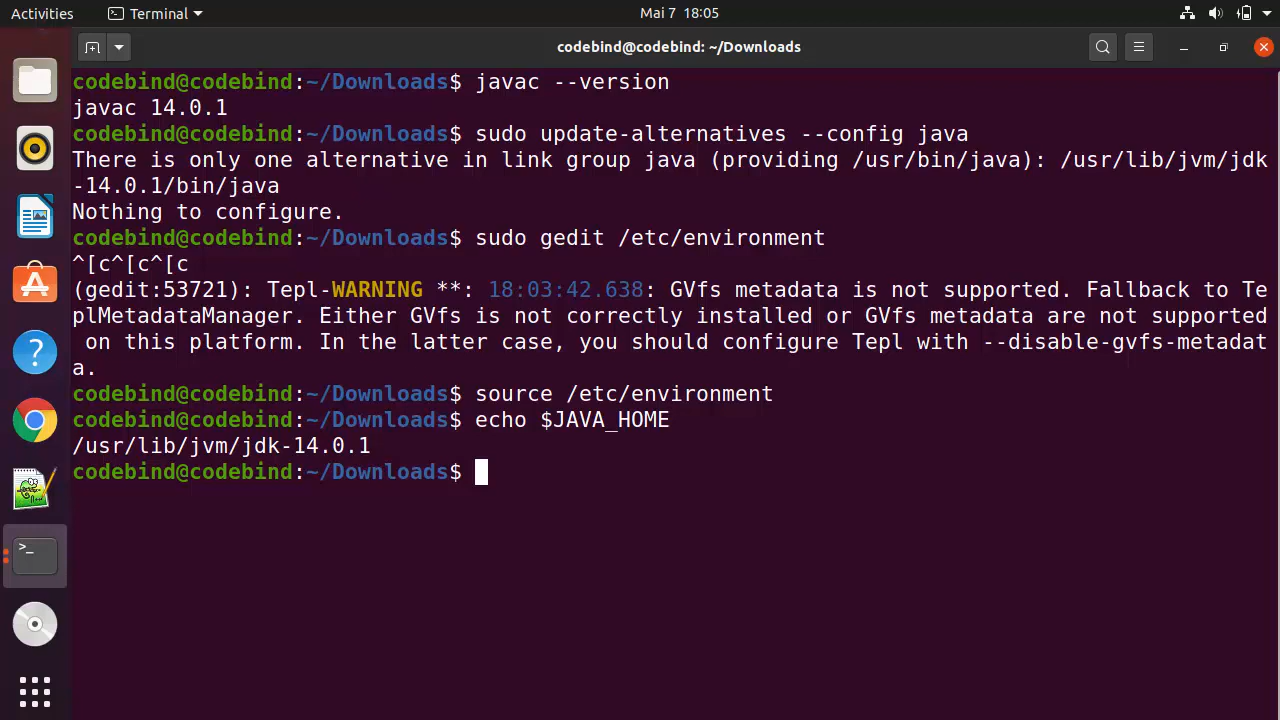 Activities Terminal Mai 7 18:05
codebind@codebind: ~/Downloads
codebind@codebind:~/Downloads$ javac --version
javac 14.0.1
codebind@codebind:~/Downloads$ sudo update-alternatives --config java
There is only one alternative in link group java (providing /usr/bin/java): /usr/lib/jvm/jdk
-14.0.1/bin/java
Nothing to configure.
codebind@codebind:~/Downloads$ sudo gedit /etc/environment
^[c^[c^[c
(gedit:53721): Tepl-WARNING **: 18:03:42.638: GVfs metadata is not supported. Fallback to Te
plMetadataManager. Either GVfs is not correctly installed or GVfs metadata are not supported
 on this platform. In the latter case, you should configure Tepl with --disable-gvfs-metadat
a.
codebind@codebind:~/Downloads$ source /etc/environment
codebind@codebind:~/Downloads$ echo $JAVA_HOME
/usr/lib/jvm/jdk-14.0.1
codebind@codebind:~/Downloads$